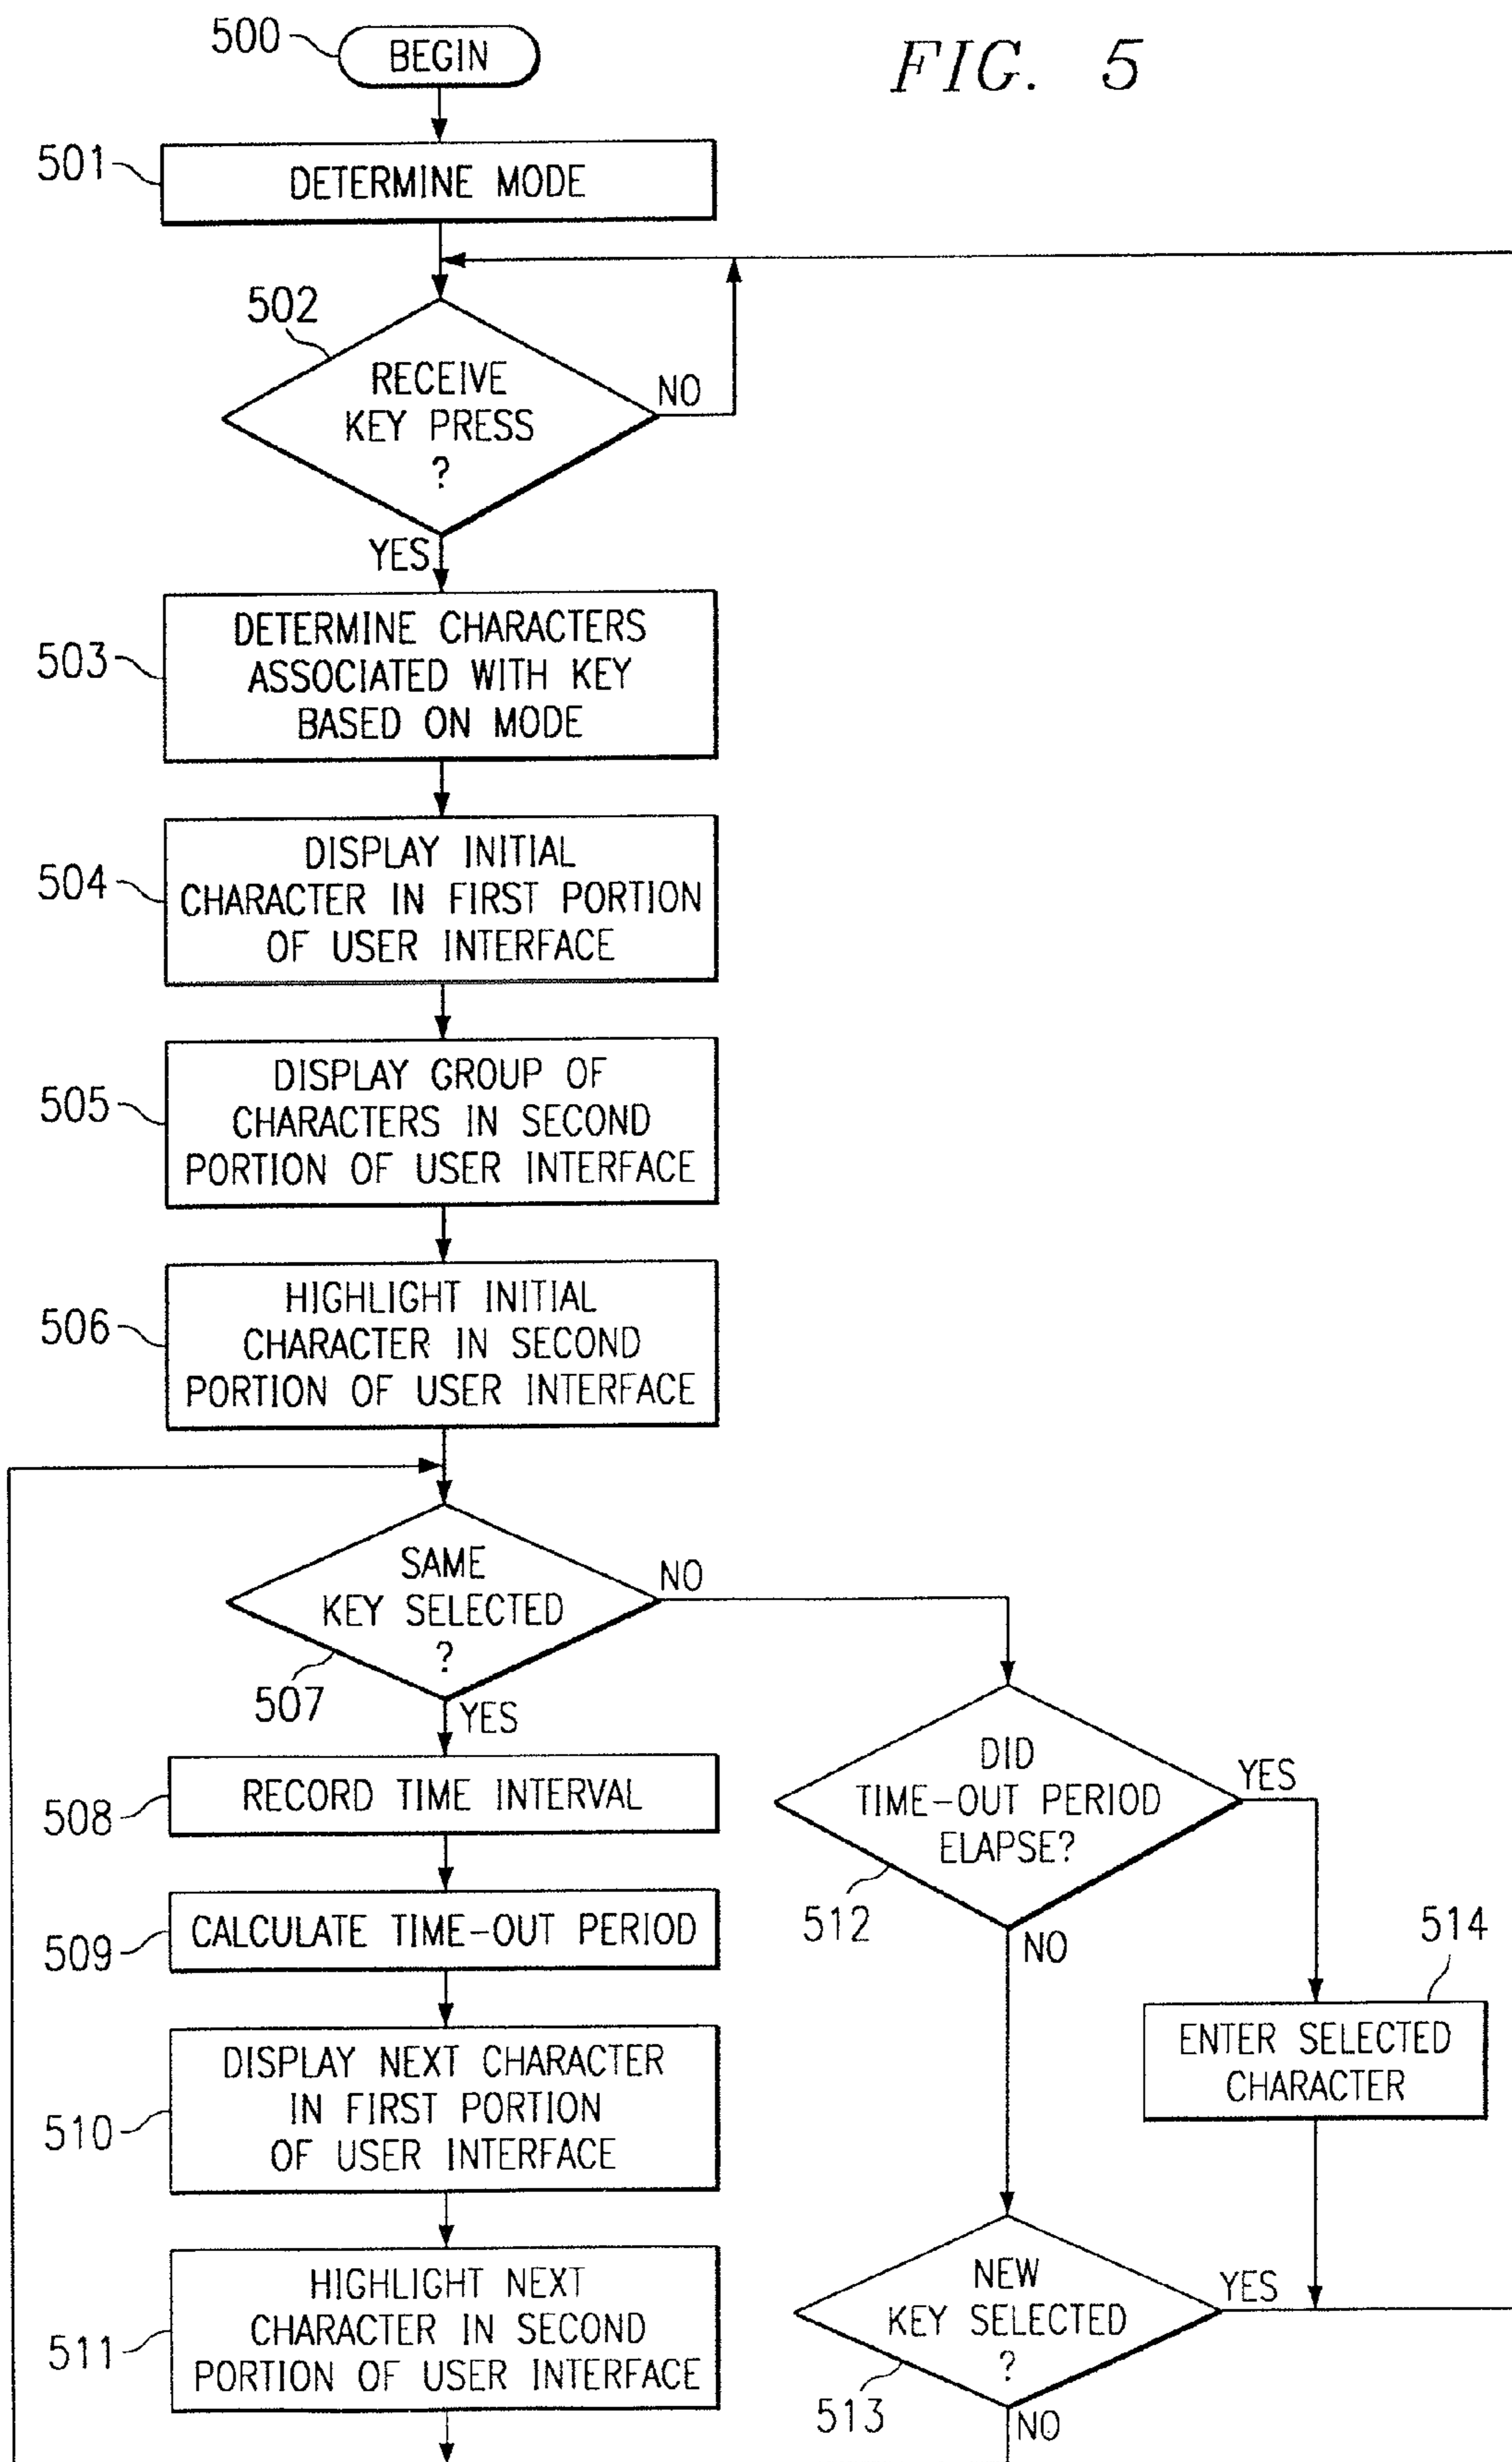 FIG. 5
500
BEGIN
501
DETERMINE MODE
502
RECEIVE
KEY PRESS
?
NO
YES
503
DETERMINE CHARACTERS
ASSOCIATED WITH KEY
BASED ON MODE
504
DISPLAY INITIAL
CHARACTER IN FIRST PORTION
OF USER INTERFACE
505
DISPLAY GROUP OF
CHARACTERS IN SECOND
PORTION OF USER INTERFACE
506
HIGHLIGHT INITIAL
CHARACTER IN SECOND
PORTION OF USER INTERFACE
SAME
KEY SELECTED
?
NO
507
YES
508
RECORD TIME INTERVAL
509
CALCULATE TIME-OUT PERIOD
510
DISPLAY NEXT CHARACTER
IN FIRST PORTION
OF USER INTERFACE
511
HIGHLIGHT NEXT
CHARACTER IN SECOND
PORTION OF USER INTERFACE
DID
TIME-OUT PERIOD
ELAPSE?
YES
512
NO
514
ENTER SELECTED
CHARACTER
NEW
KEY SELECTED
?
YES
513
NO